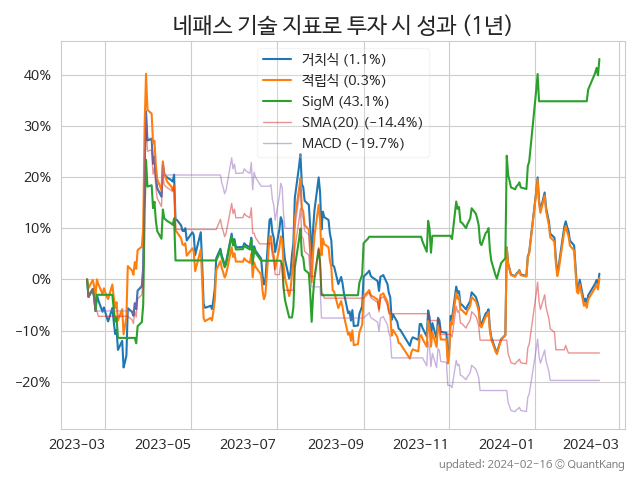 네패스 기술 지표로 투자 시 성과 (1년)
거치식 (1.1%)
적립식 (0.3%)
SigM (43.1%)
SMA(20) (−14.4%)
MACD (−19.7%)
40%
30%
20%
10%
0%
−10%
−20%
2023-03 2023-05 2023-07 2023-09 2023-11 2024-01 2024-03
updated: 2024-02-16 © QuantKang